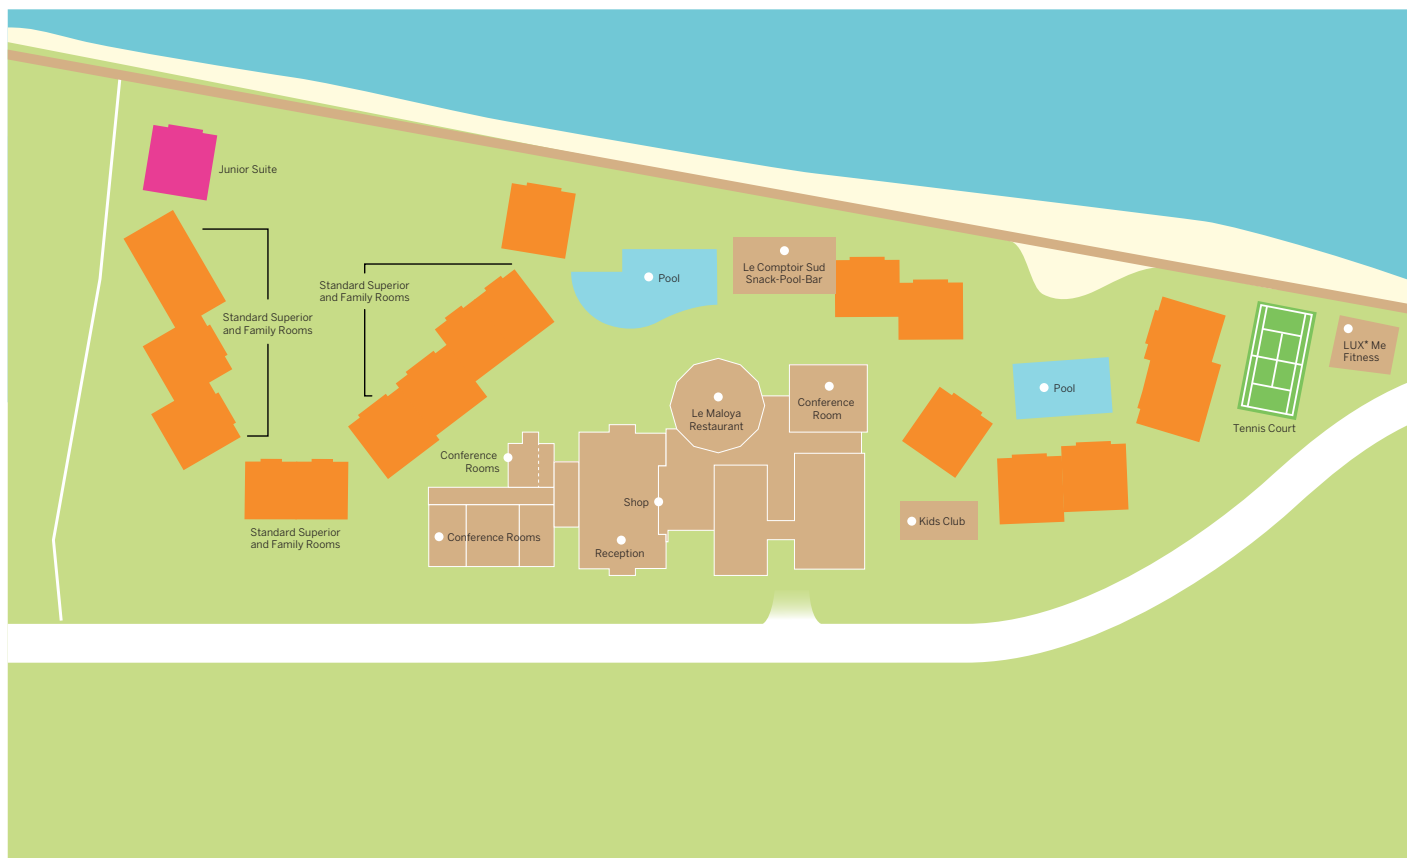 Junior Suite
Standard Superior
and Family Rooms
Standard Superior
and Family Rooms
Pool
Le Comptoir Sud
Snack-Pool-Bar
LUX* Me
Fitness
Pool
Tennis Court
Le Maloya
Restaurant
Conference
Room
Conference
Rooms
Shop
Kids Club
Standard Superior
and Family Rooms
Conference Rooms
Reception